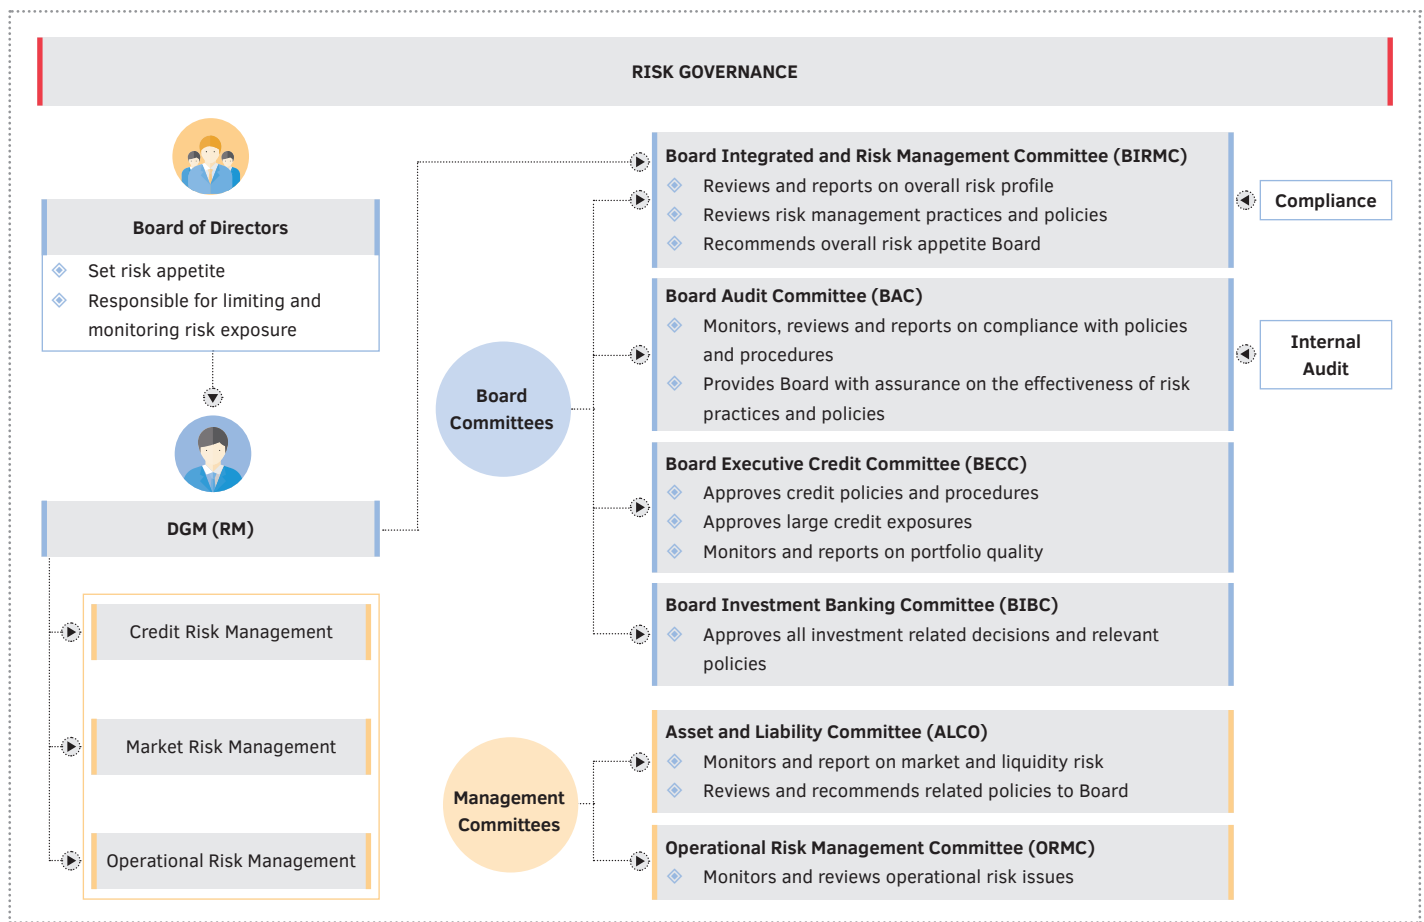 RISK GOVERNANCE
Board of Directors
Set risk appetite
Responsible for limiting and
monitoring risk exposure
DGM (RM)
Credit Risk Management
Market Risk Management
Operational Risk Management
Board
Committees
Management
Committees
Board Integrated and Risk Management Committee (BIRMC)
Reviews and reports on overall risk profile
Reviews risk management practices and policies
Recommends overall risk appetite Board
Board Audit Committee (BAC)
Monitors, reviews and reports on compliance with policies
and procedures
Provides Board with assurance on the effectiveness of risk
practices and policies
Board Executive Credit Committee (BECC)
Approves credit policies and procedures
Approves large credit exposures
Monitors and reports on portfolio quality
Board Investment Banking Committee (BIBC)
Approves all investment related decisions and relevant
policies
Asset and Liability Committee (ALCO)
Monitors and report on market and liquidity risk
Reviews and recommends related policies to Board
Operational Risk Management Committee (ORMC)
Monitors and reviews operational risk issues
Compliance
Internal
Audit